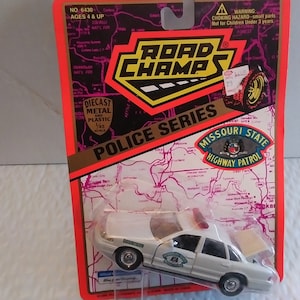 NO. 6430
AGES 4 & UP
WARNING:
CHOKING HAZARD-small parts
Not for Children under 3 years
ROAD
CHAMPS
DIECAST
METAL
AND
PLASTIC
POLICE SERIES
MISSOURI STATE
HIGHWAY PATROL